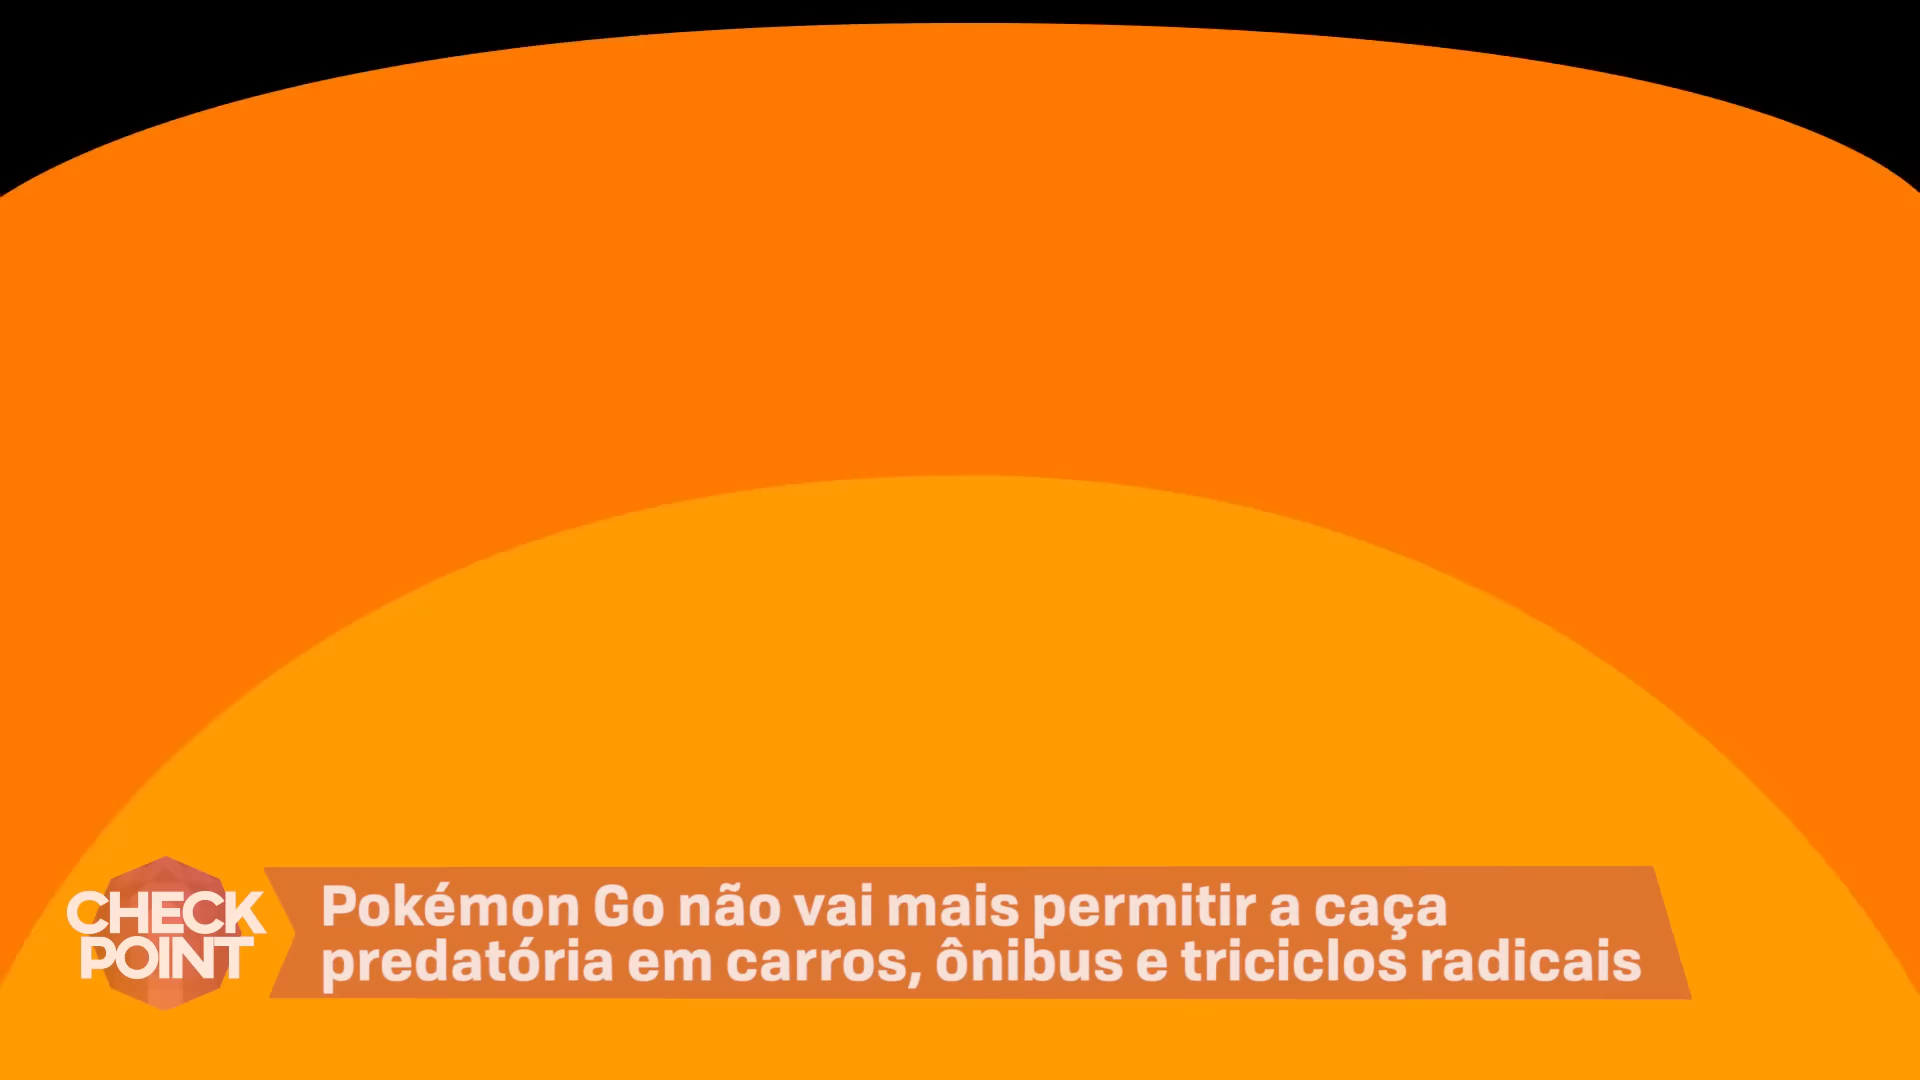 CHECK
POINT
Pokémon Go não vai mais permitir a caça
predatória em carros, ônibus e triciclos radicais